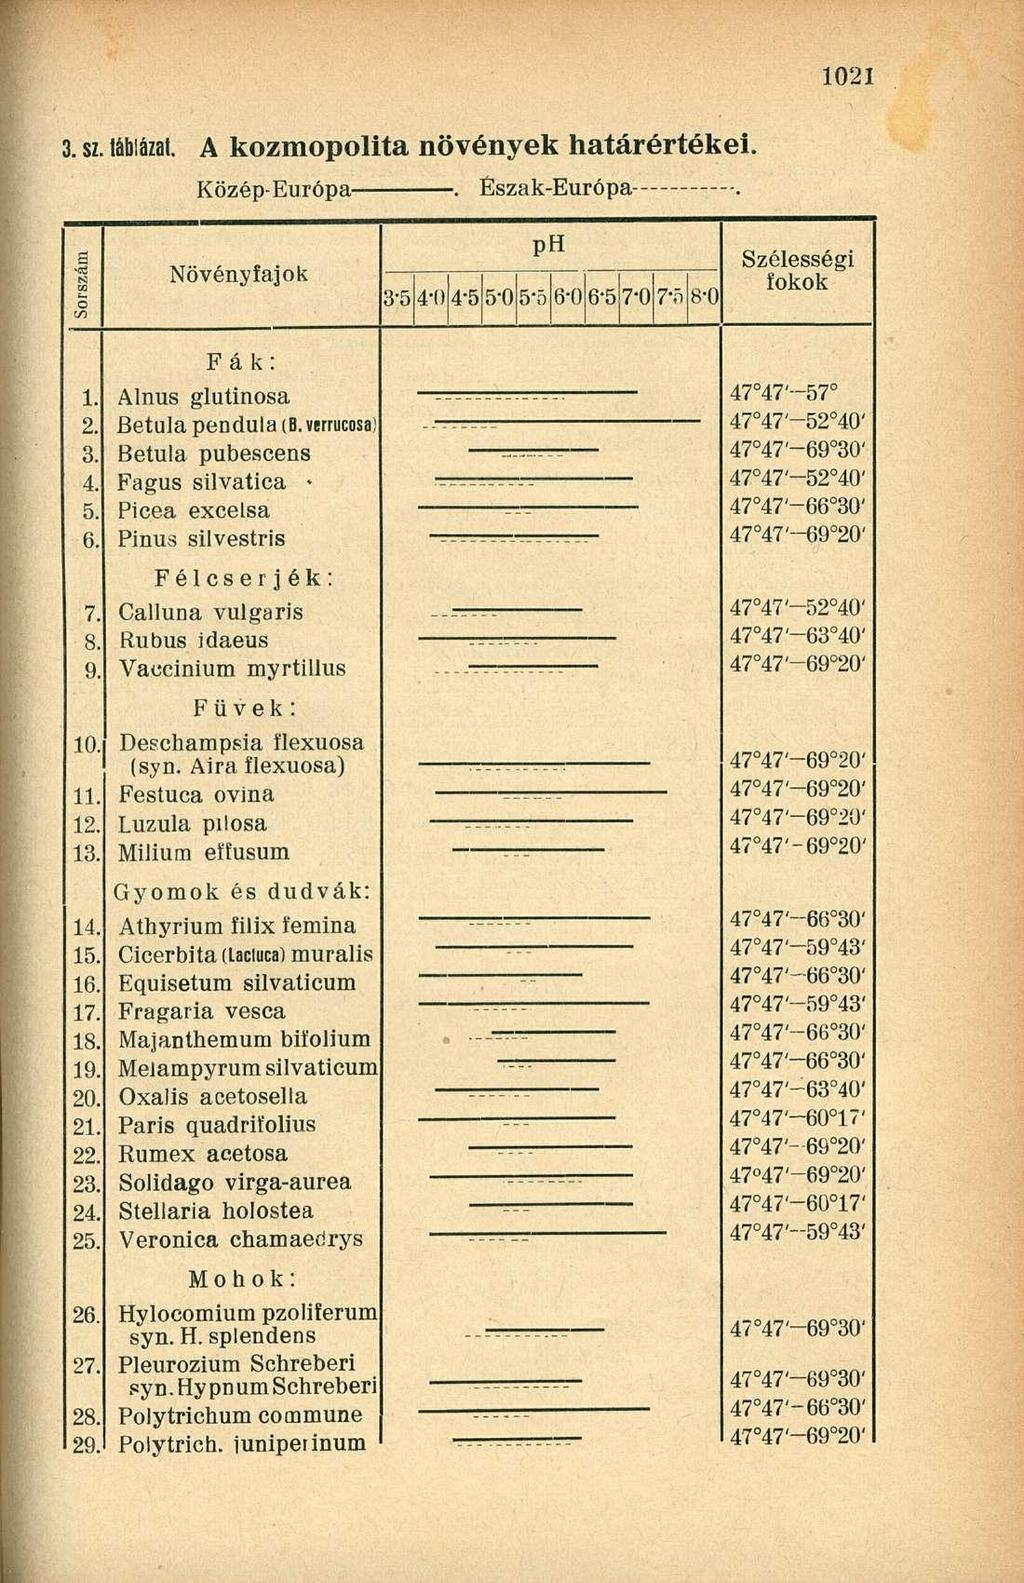 1021
3. sz. táblázat. A kozmopolita növények határértékei.
Közép-Európa————. Észak-Európa-----------.
Sorszám Növényfajok pH Szélességi fokok
3·5 4·0 4·5 5·0 5·5 6·0 6·5 7·0 7·5 8·0
Fák:
1. Alnus glutinosa 47°47'—57°
2. Betula pendula (B. verrucosa) 47°47'—52°40'
3. Betula pubescens 47°47'—69°30'
4. Fagus silvatica 47°47'—52°40'
5. Picea excelsa 47°47'—66°30'
6. Pinus silvestris 47°47'—69°20'
Félcserjék:
7. Calluna vulgaris 47°47'—52°40'
8. Rubus idaeus 47°47'—63°40'
9. Vaccinium myrtillus 47°47'—69°20'
Füvek:
10. Deschampsia flexuosa
(syn. Aira flexuosa) 47°47'—69°20'
11. Festuca ovina 47°47'—69°20'
12. Luzula pilosa 47°47'—69°20'
13. Milium effusum 47°47'-69°20'
Gyomok és dudvák:
14. Athyrium filix femina 47°47'—66°30'
15. Cicerbita (Lactuca) muralis 47°47'—59°43'
16. Equisetum silvaticum 47°47'—66°30'
17. Fragaria vesca 47°47'—59°43'
18. Majanthemum bifolium 47°47'—66°30'
19. Melampyrum silvaticum 47°47'—66°30'
20. Oxalis acetosella 47°47'—63°40'
21. Paris quadrifolius 47°47'—60°17'
22. Rumex acetosa 47°47'--69°20'
23. Solidago virga-aurea 47°47'—69°20'
24. Stellaria holostea 47°47'—60°17'
25. Veronica chamaedrys 47°47'--59°43'
Mohok:
26. Hylocomium pzoliferum
syn. H. splendens 47°47'—69°30'
27. Pleurozium Schreberi
syn. Hypnum Schreberi 47°47'—69°30'
28. Polytrichum commune 47°47'-66°30'
29. Polytrich. juniperinum 47°47'—69°20'